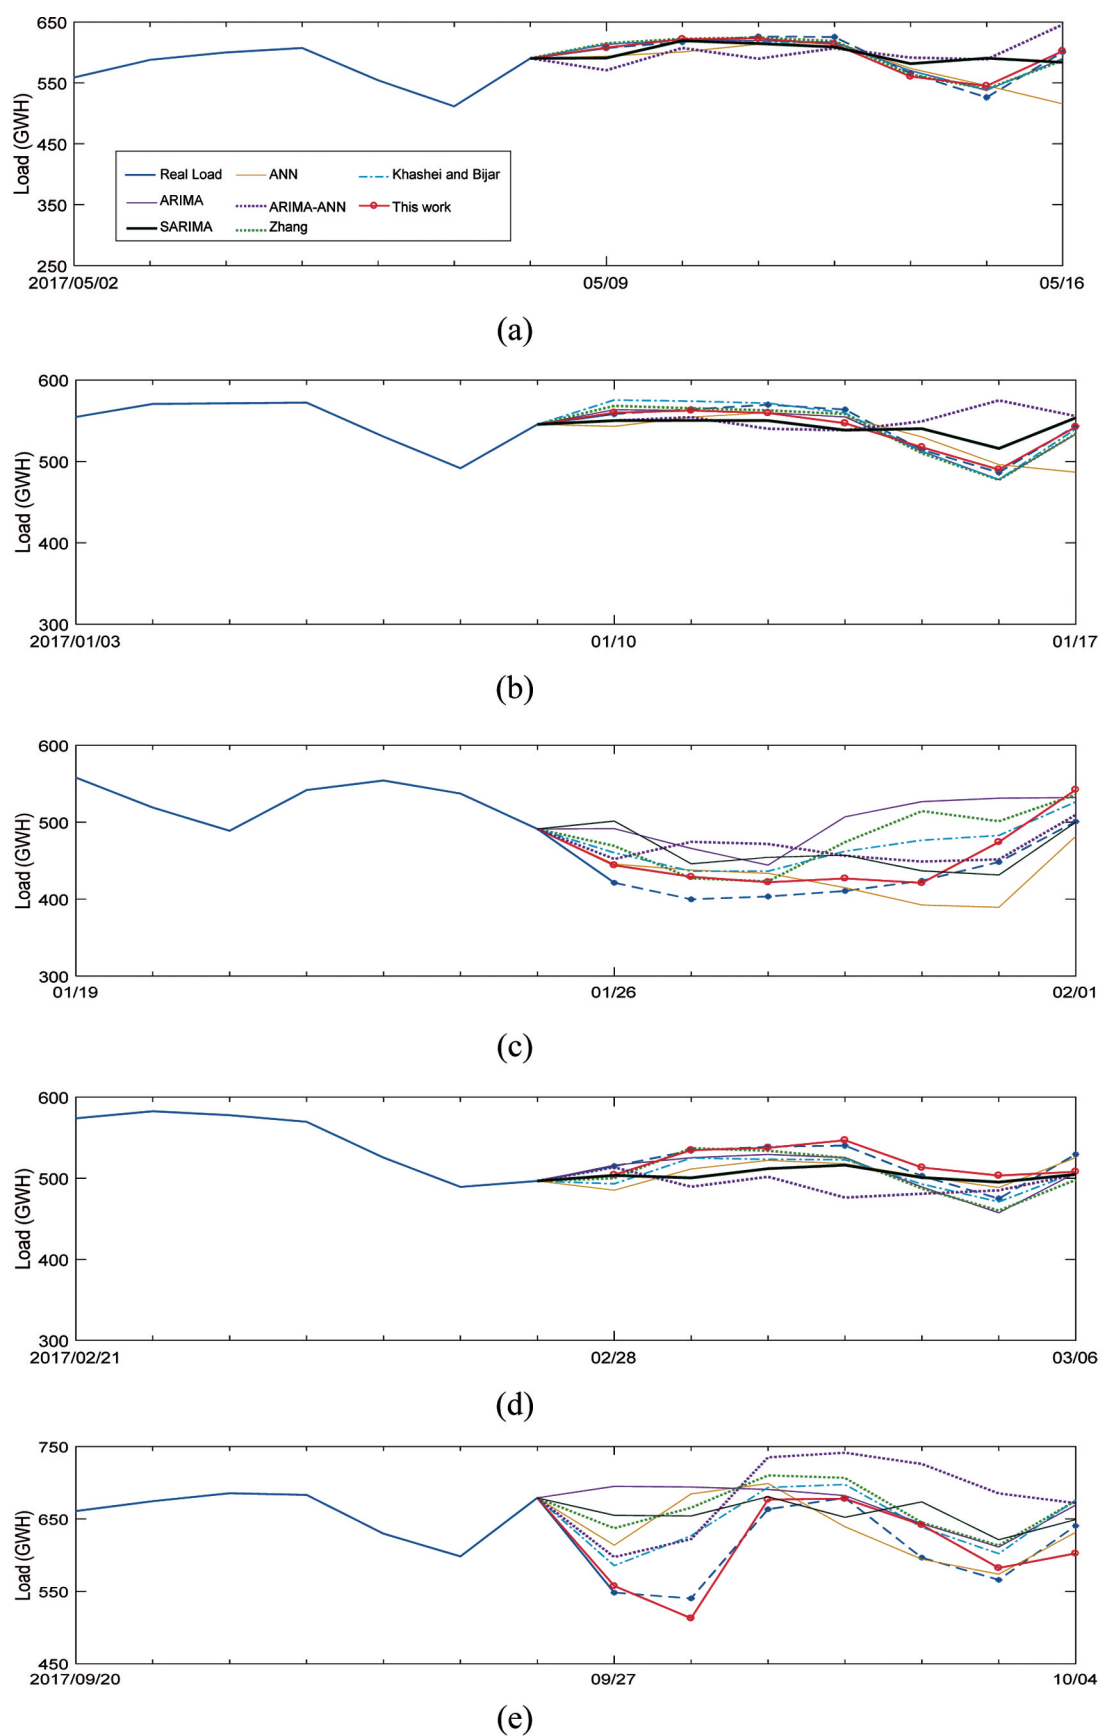 650
550
450
350
250
Load (GWH)
Real Load
ANN
Khashei and Bijar
ARIMA
ARIMA-ANN
This work
SARIMA
Zhang
2017/05/02
05/09
05/16
(a)
600
500
400
300
Load (GWH)
2017/01/03
01/10
01/17
(b)
600
500
400
300
Load (GWH)
01/19
01/26
02/01
(c)
600
500
400
300
Load (GWH)
2017/02/21
02/28
03/06
(d)
750
650
550
450
Load (GWH)
2017/09/20
09/27
10/04
(e)